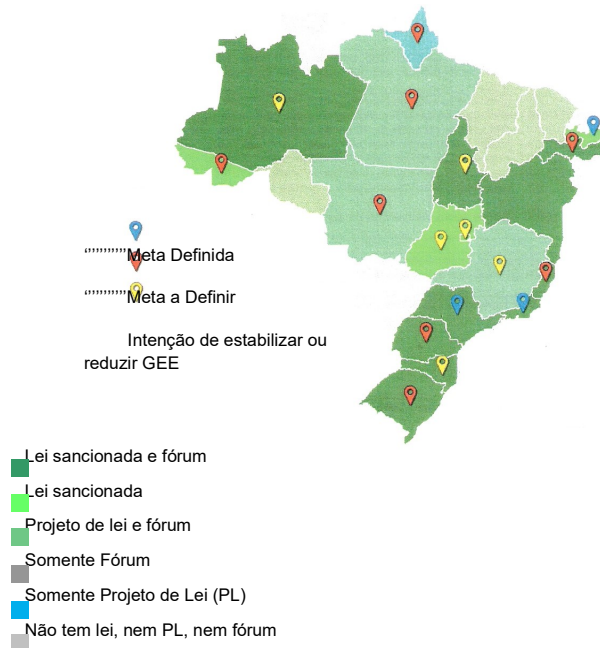 “””””””Meta Definida
“””””””Meta a Definir
Intenção de estabilizar ou
reduzir GEE
Lei sancionada e fórum
Lei sancionada
Projeto de lei e fórum
Somente Fórum
Somente Projeto de Lei (PL)
Não tem lei, nem PL, nem fórum